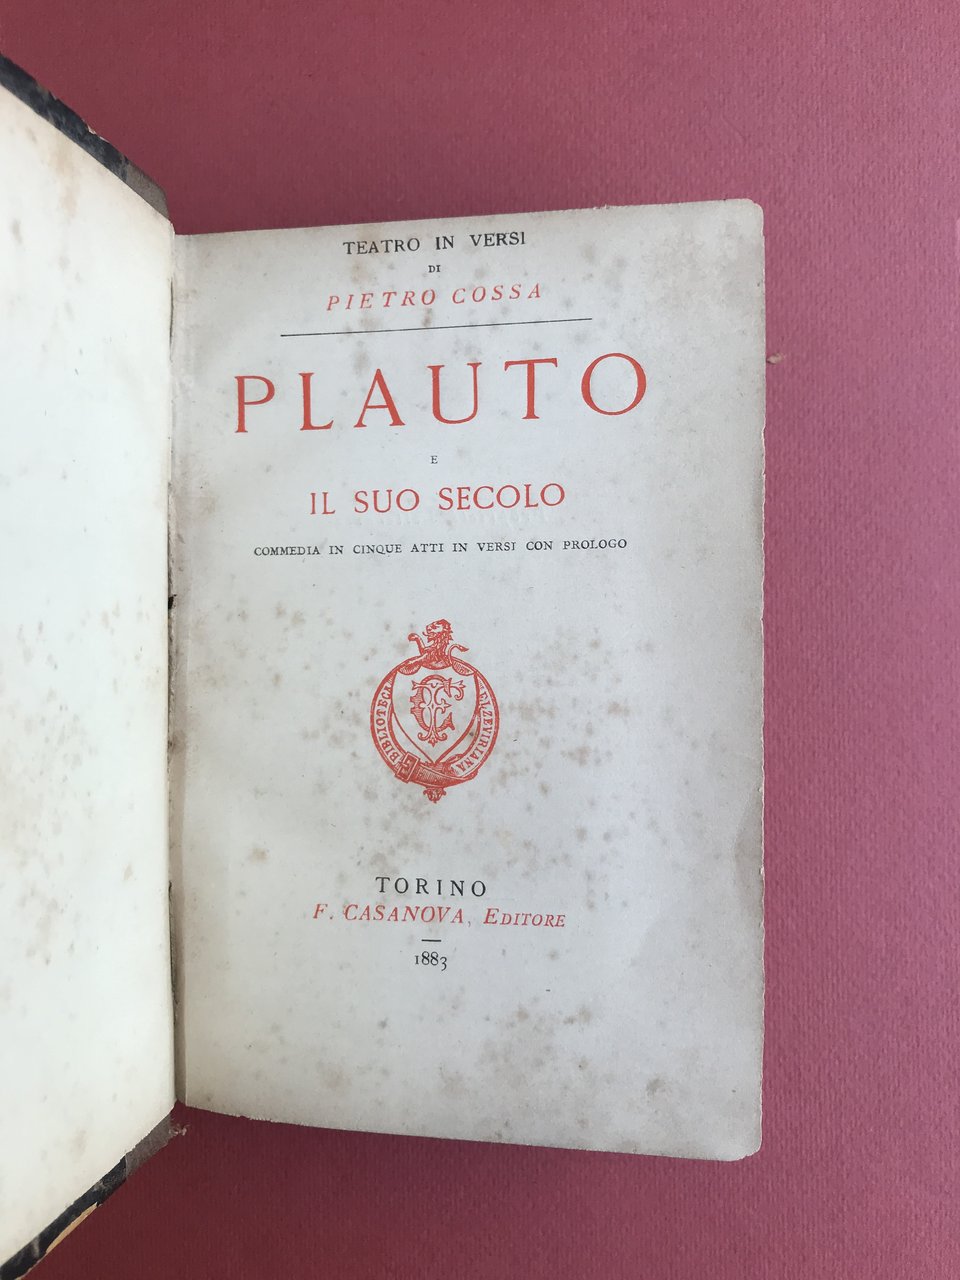 TEATRO IN VERSI
DI
PIETRO COSSA
PLAUTO
E
IL SUO SECOLO
COMMEDIA IN CINQUE ATTI IN VERSI CON PROLOGO
BIBLIOTECA ELZEVIRIANA
TORINO
F. CASANOVA, EDITORE
1883